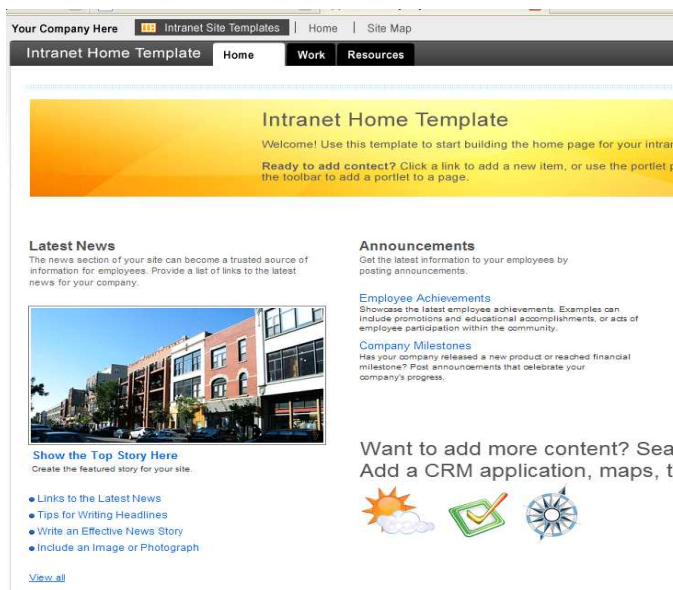 Your Company Here
Intranet Site Templates | Home | Site Map
Intranet Home Template
Home
Work
Resources
Intranet Home Template
Welcome! Use this template to start building the home page for your
Ready to add contect? Click a link to add a new item, or use the portlet
the toolbar to add a portlet to a page.
Latest News
The news section of your site can become a trusted source of
information for employees. Provide a list of links to the latest
news for your company.
Show the Top Story Here
Create the featured story for your site.
Links to the Latest News
Tips for Writing Headlines
Write an Effective News Story
Include an Image or Photograph
View all
Announcements
Get the latest information to your employees by
posting announcements.
Employee Achievements
Showcase the latest employee achievements. Examples can
include promotions and educational accomplishments, or acts of
employee participation within the community.
Company Milestones
Has your company released a new product or reached financial
milestone? Post announcements that celebrate your
company's progress.
Want to add more content?
Add a CRM application, maps,